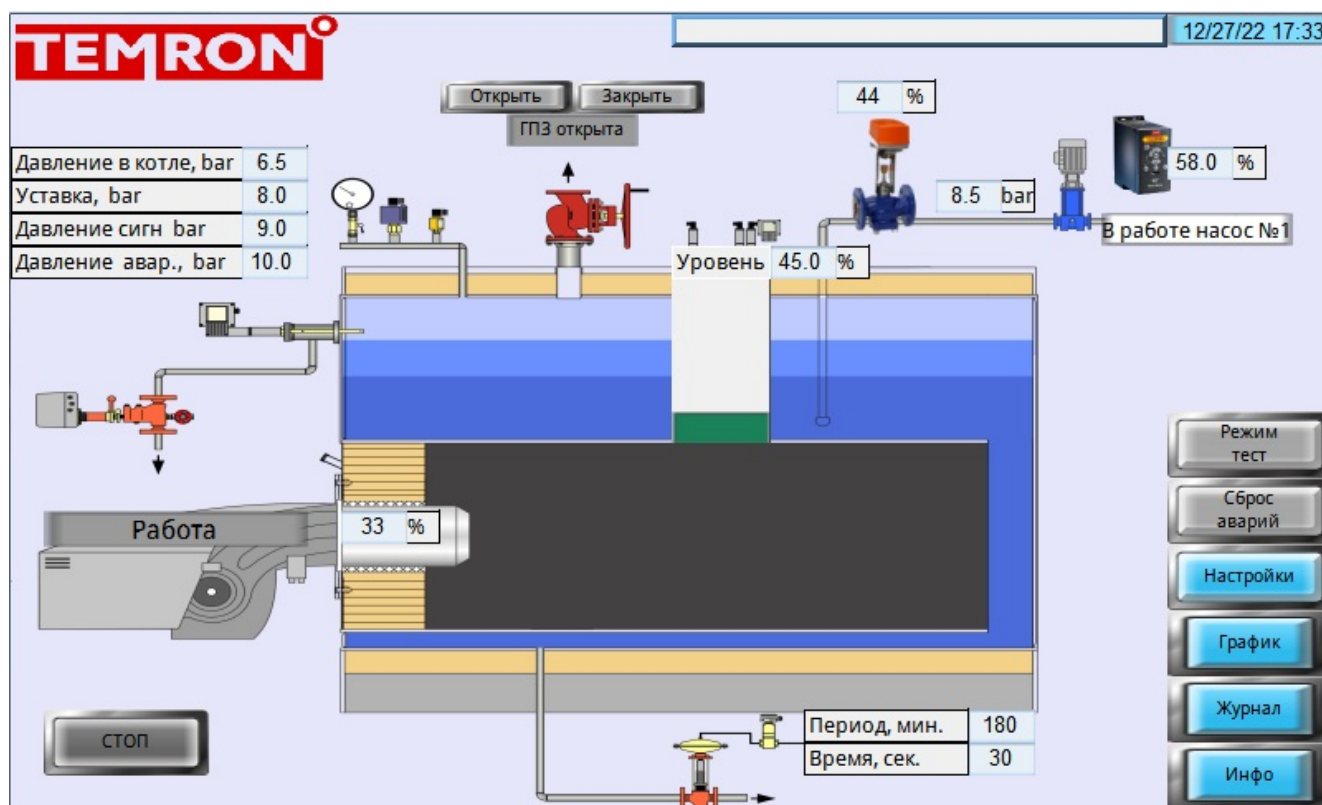 TEMRON
12/27/22 17:33
Открыть Закрыть
ГПЗ открыта
44 %
58.0 %
8.5 bar
В работе насос №1
Давление в котле, bar 6.5
Уставка, bar 8.0
Давление сигн bar 9.0
Давление авар., bar 10.0
Уровень 45.0 %
Работа
33 %
Режим
тест
Сброс
аварий
Настройки
График
Журнал
Инфо
СТОП
Период, мин. 180
Время, сек. 30